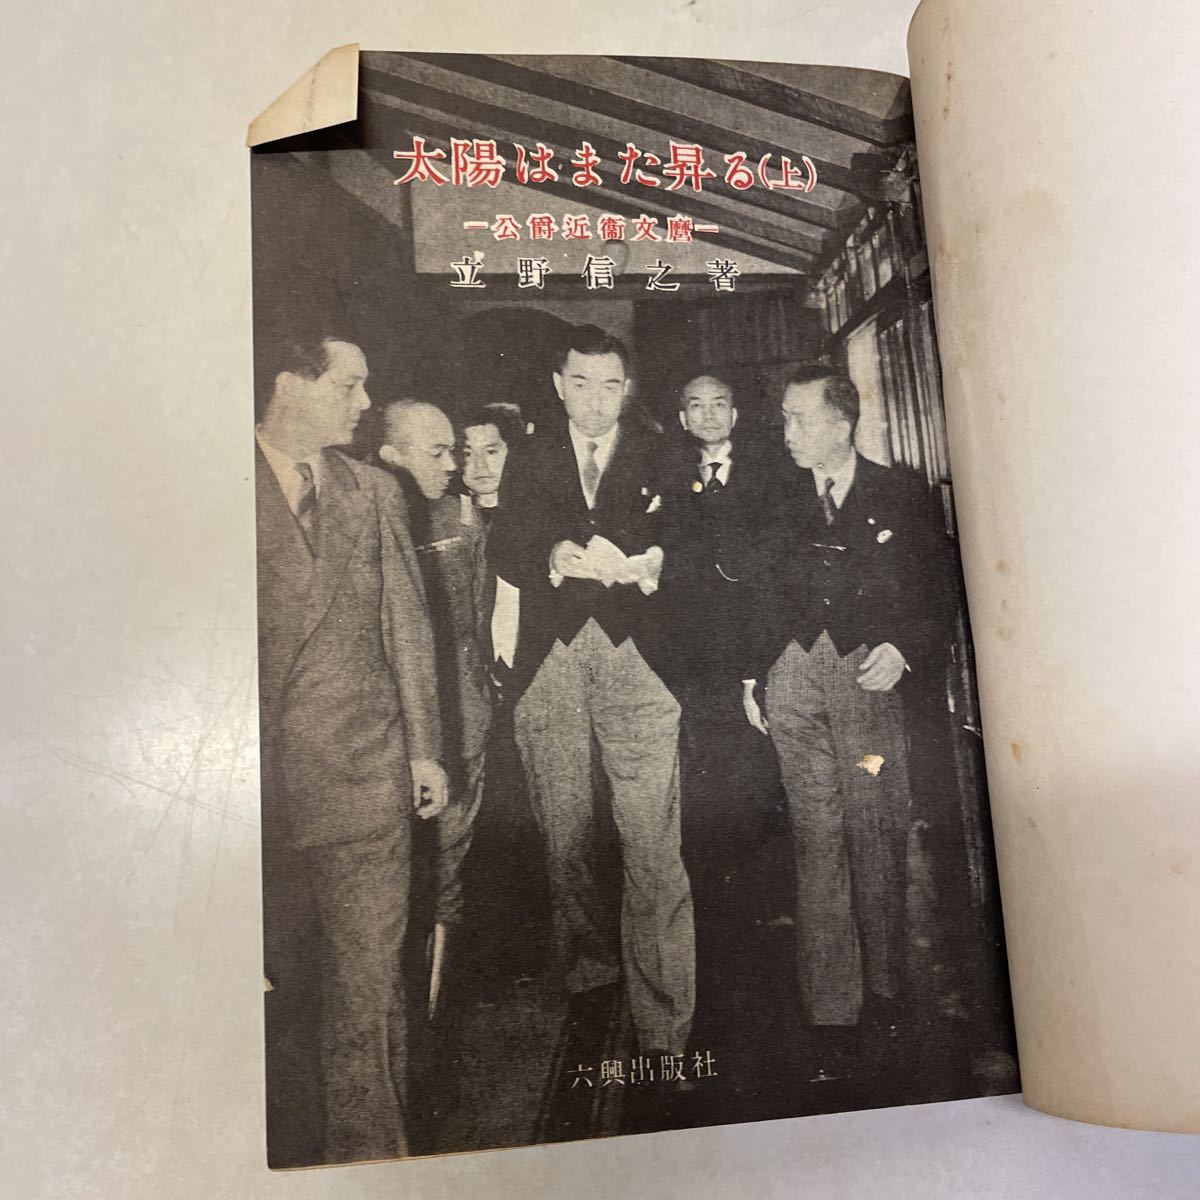 太陽はまた昇る(上)
―公爵近衞文麿―
立野信之著
六興出版社